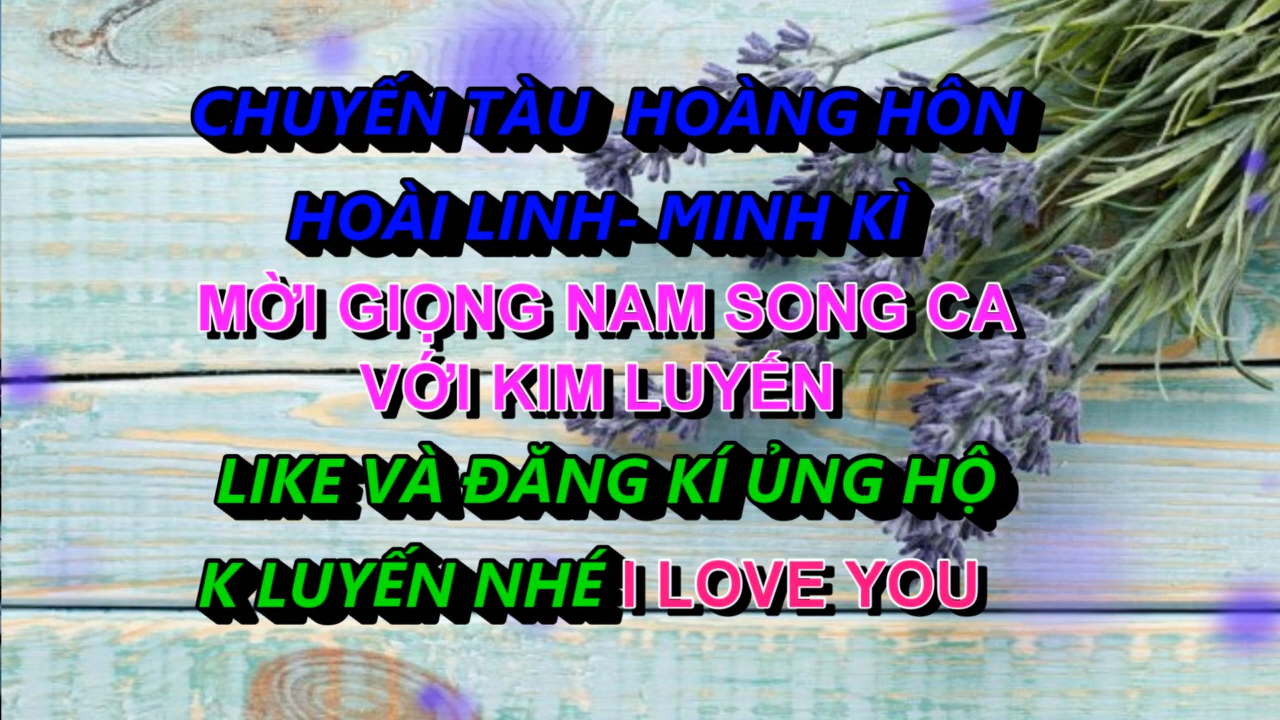 CHUYẾN TÀU HOÀNG HÔN
HOÀI LINH- MINH KÌ
MỜI GIỌNG NAM SONG CA
VỚI KIM LUYẾN
LIKE VÀ ĐĂNG KÍ ỦNG HỘ
K LUYẾN NHÉ I LOVE YOU